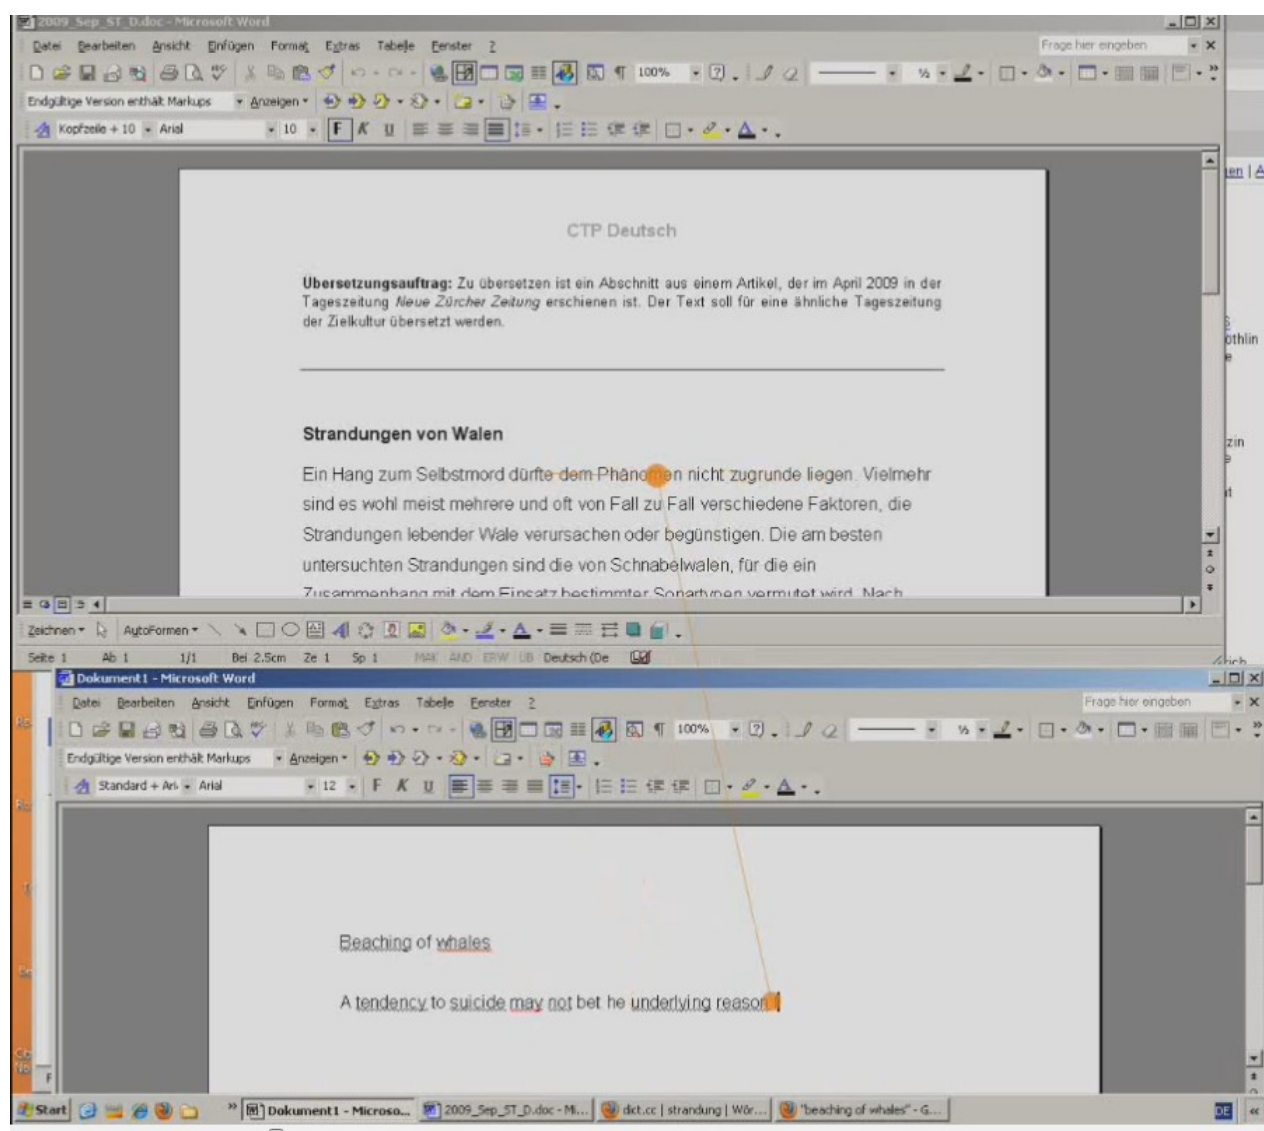 2009_Sep_ST_D.doc - Microsoft Word
Datei Bearbeiten Ansicht Einfügen Format Extras Tabelle Fenster ? Frage hier eingeben
100%
Endgültige Version enthält Markups Anzeigen
Kopfzeile + 10 Arial 10 F K U
CTP Deutsch
Übersetzungsauftrag: Zu übersetzen ist ein Abschnitt aus einem Artikel, der im April 2009 in der
Tageszeitung Neue Zürcher Zeitung erschienen ist. Der Text soll für eine ähnliche Tageszeitung
der Zielkultur übersetzt werden.
Strandungen von Walen
Ein Hang zum Selbstmord dürfte dem Phänomen nicht zugrunde liegen. Vielmehr
sind es wohl meist mehrere und oft von Fall zu Fall verschiedene Faktoren, die
Strandungen lebender Wale verursachen oder begünstigen. Die am besten
untersuchten Strandungen sind die von Schnabelwalen, für die ein
Zusammenhang mit dem Einsatz bestimmter Sonartypen vermutet wird. Nach
Zeichnen AutoFormen
Seite 1 Ab 1 1/1 Bei 2.5cm Ze 1 Sp 1 MAK ÄND ERW ÜB Deutsch (De
Dokument1 - Microsoft Word
Datei Bearbeiten Ansicht Einfügen Format Extras Tabelle Fenster ? Frage hier eingeben
100%
Endgültige Version enthält Markups Anzeigen
Standard + Ari Arial 12 F K U
Beaching of whales
A tendency to suicide may not bet he underlying reason
Start Dokument1 - Microso... 2009_Sep_ST_D.doc - Mi... dict.cc | strandung | Wör... "beaching of whales" - G... DE